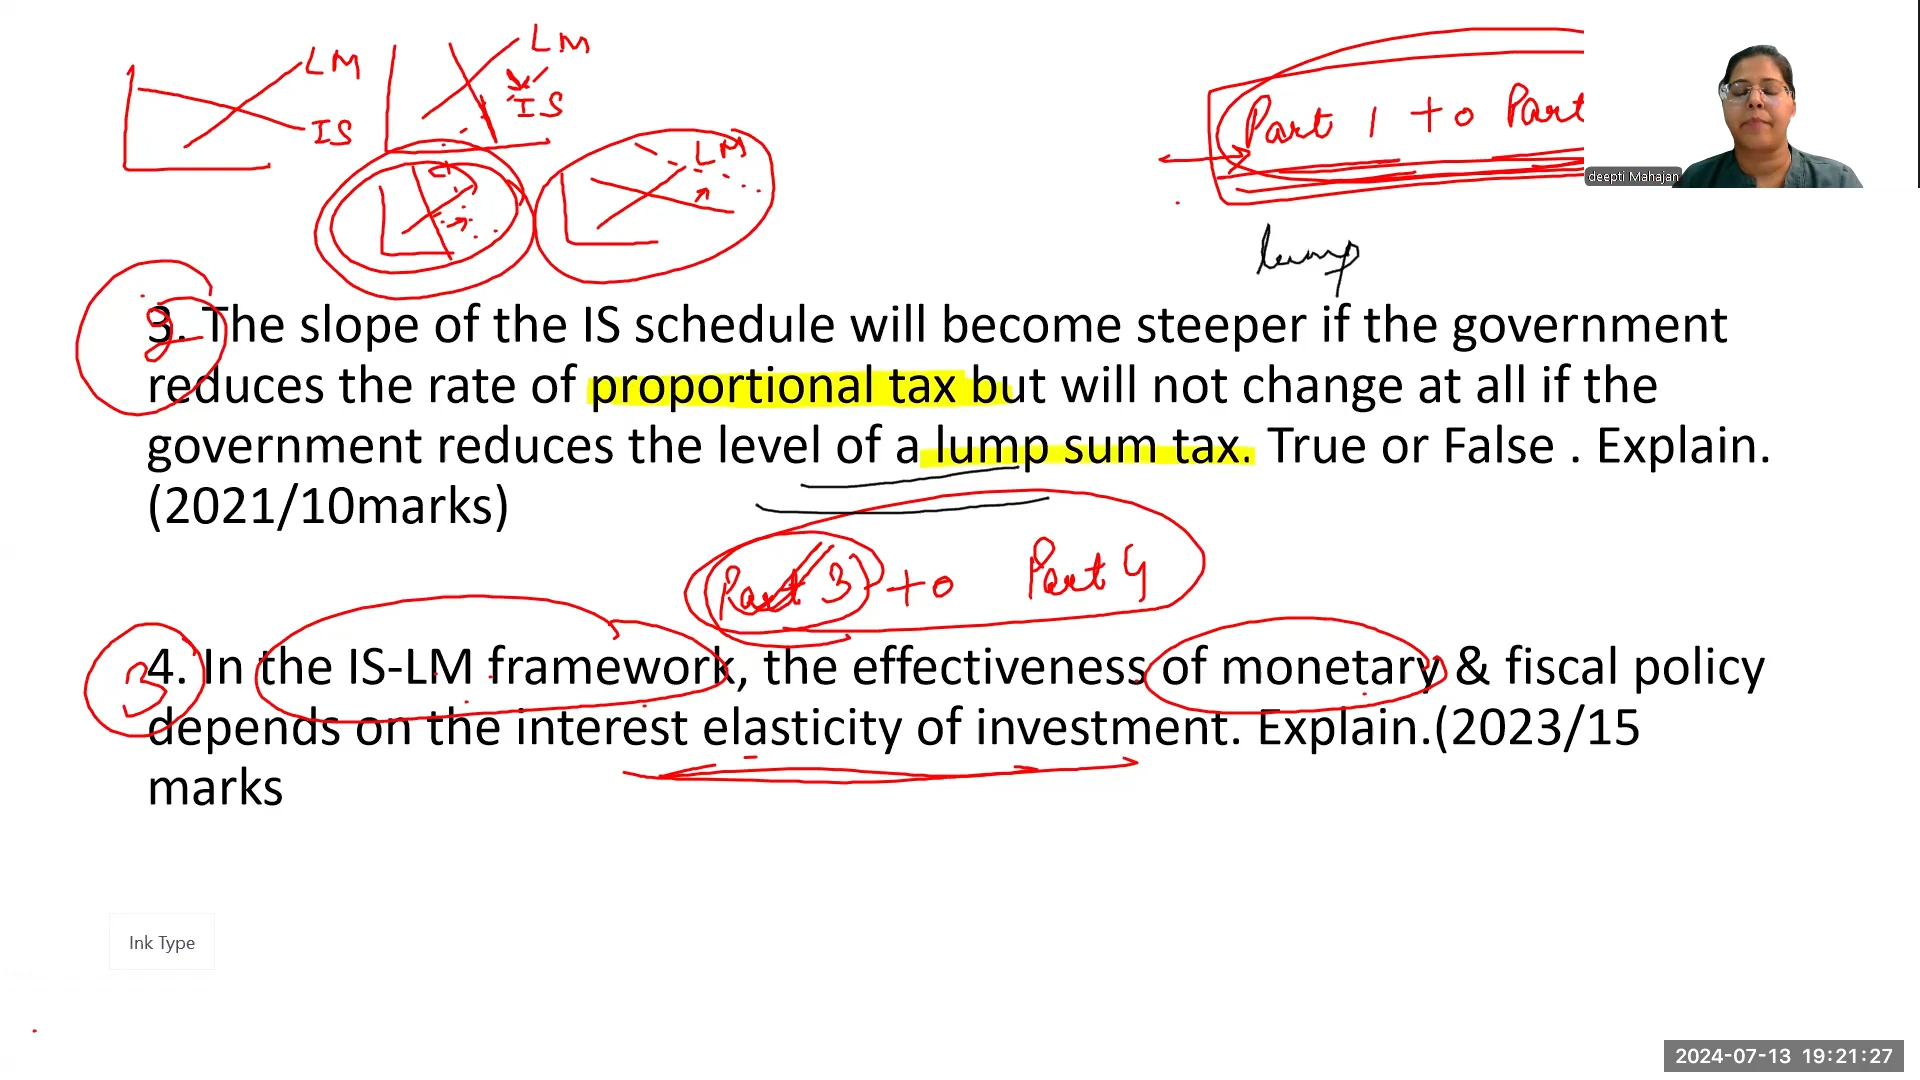 LM
IS
LM
IS
LM
Part 1 to Part
deepti Mahajan
lump
3. The slope of the IS schedule will become steeper if the government
reduces the rate of proportional tax but will not change at all if the
government reduces the level of a lump sum tax. True or False . Explain.
(2021/10marks)
Part 3 to Part 4
4. In the IS-LM framework, the effectiveness of monetary & fiscal policy
3
depends on the interest elasticity of investment. Explain.(2023/15
marks
Ink Type
2024-07-13 19:21:27